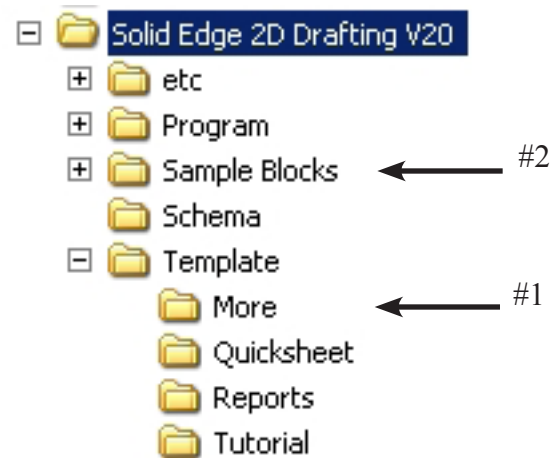 Solid Edge 2D Drafting V20
etc
Program
Sample Blocks #2
Schema
Template
More #1
Quicksheet
Reports
Tutorial